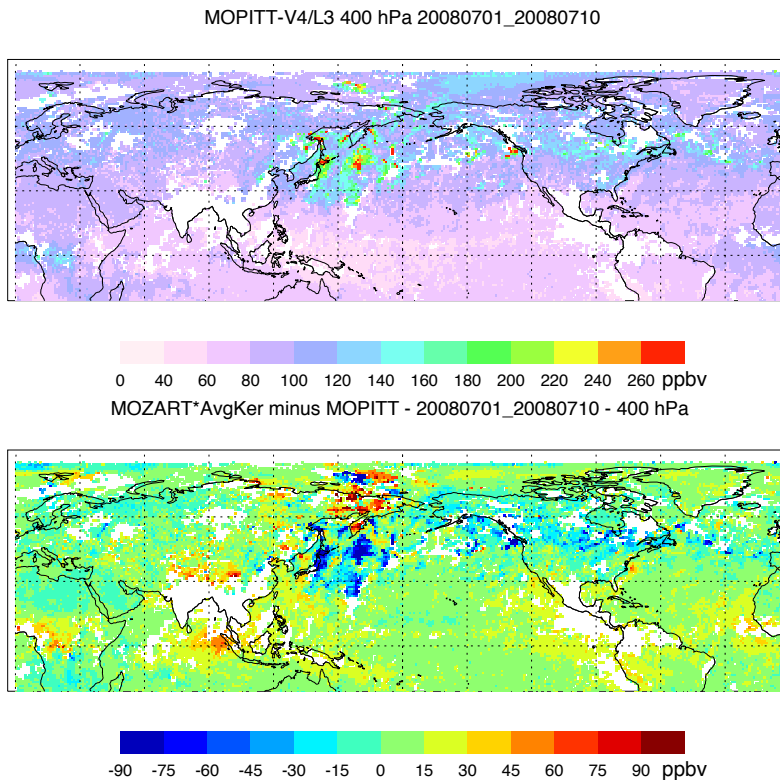 MOPITT-V4/L3 400 hPa 20080701_20080710
0 40 60 80 100 120 140 160 180 200 220 240 260 ppbv
MOZART*AvgKer minus MOPITT - 20080701_20080710 - 400 hPa
-90 -75 -60 -45 -30 -15 0 15 30 45 60 75 90 ppbv